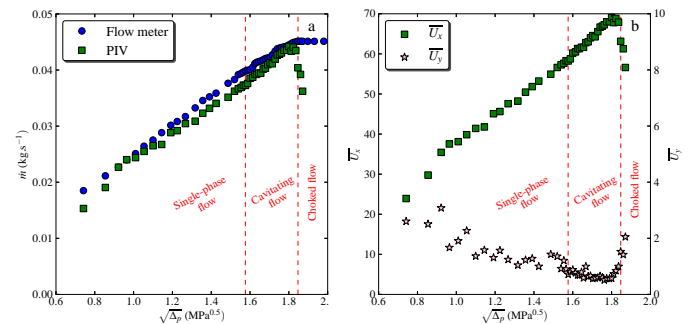 a
Flow meter
PIV
0.05
0.04
0.03
0.02
0.01
0.00
ṁ (kg.s⁻¹)
Single-phase flow
Cavitating flow
Choked flow
0.6 0.8 1.0 1.2 1.4 1.6 1.8 2.0
√Δp (MPa^0.5)
b
U̅x
U̅y
70
60
50
40
30
20
10
0
U̅x
Single-phase flow
Cavitating flow
Choked flow
10
8
6
4
2
0
U̅y
0.6 0.8 1.0 1.2 1.4 1.6 1.8 2.0
√Δp (MPa^0.5)